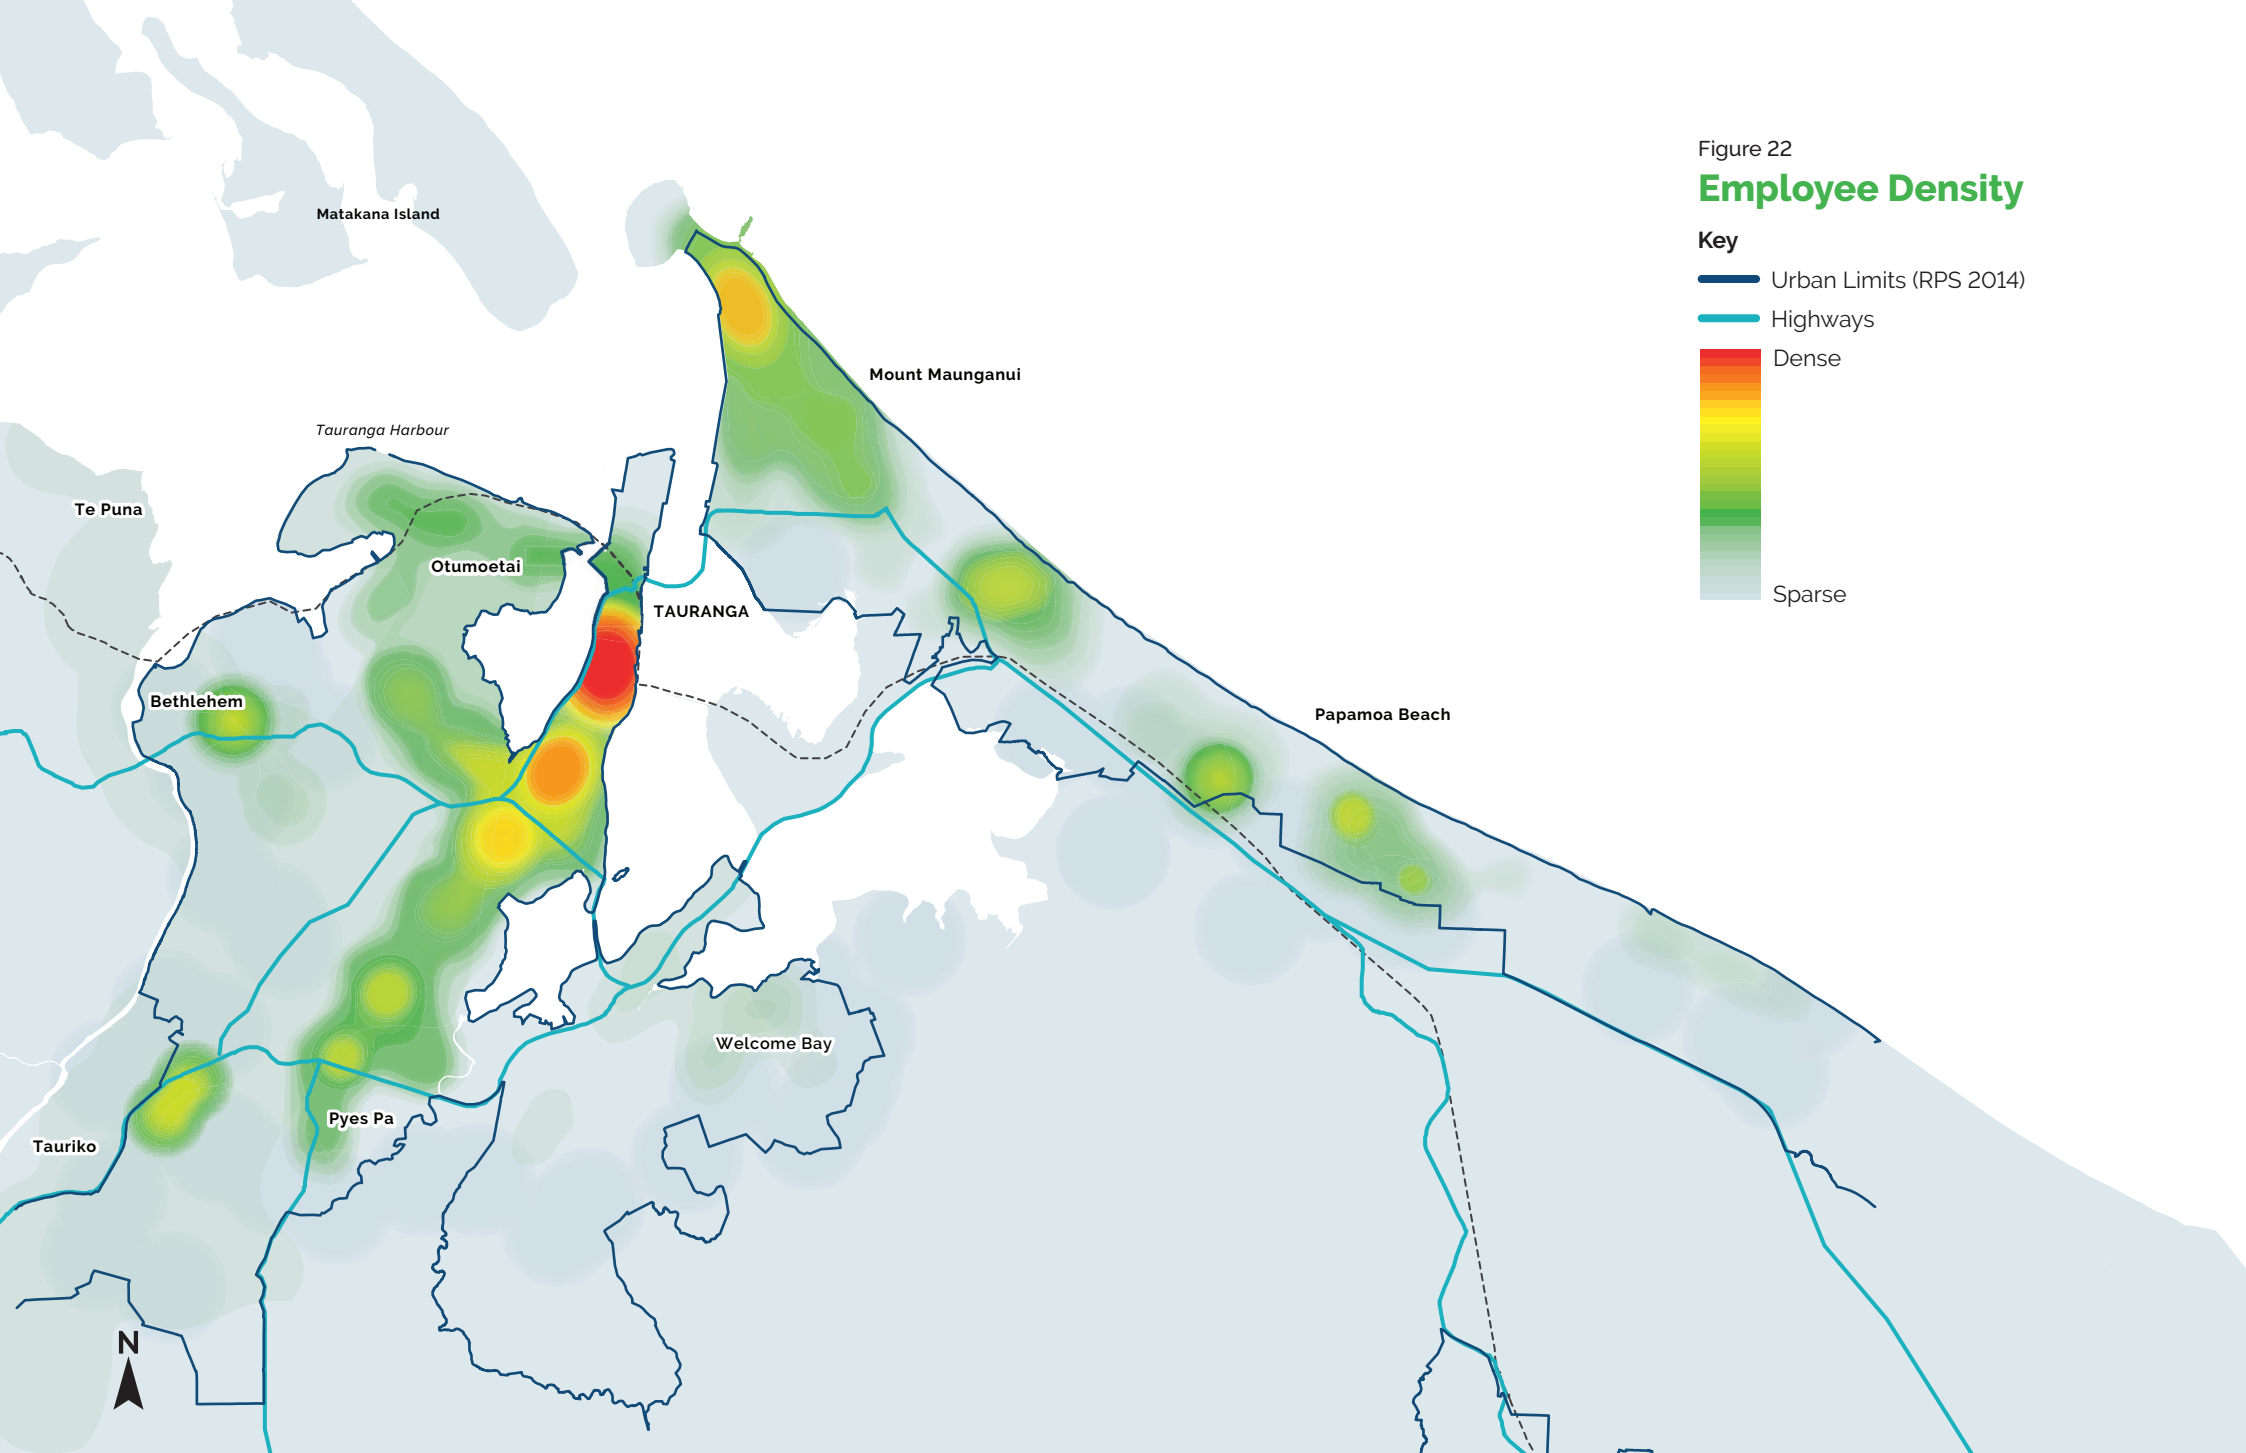 Figure 22
Employee Density
Key
Urban Limits (RPS 2014)
Highways
Dense
Sparse
Matakana Island
Mount Maunganui
Tauranga Harbour
Te Puna
Otumoetai
TAURANGA
Bethlehem
Papamoa Beach
Welcome Bay
Pyes Pa
Tauriko
N